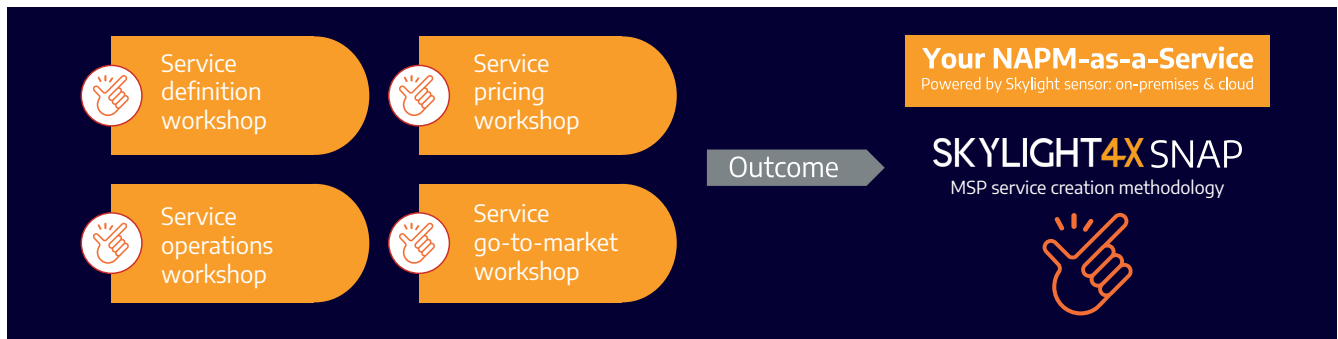 Service
definition
workshop
Service
pricing
workshop
Service
operations
workshop
Service
go-to-market
workshop
Outcome
Your NAPM-as-a-Service
Powered by Skylight sensor: on-premises & cloud
SKYLIGHT4X SNAP
MSP service creation methodology